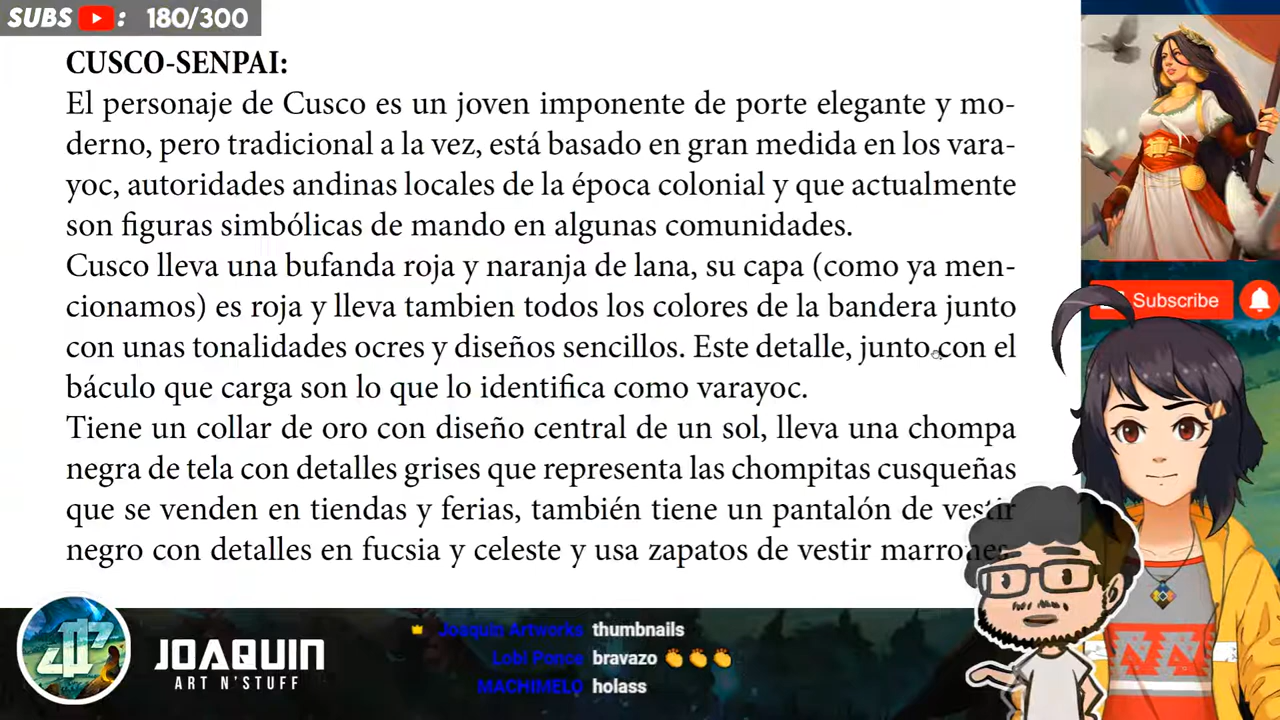 SUBS : 180/300
CUSCO-SENPAI:
El personaje de Cusco es un joven imponente de porte elegante y mo-
derno, pero tradicional a la vez, está basado en gran medida en los vara-
yoc, autoridades andinas locales de la época colonial y que actualmente
son figuras simbólicas de mando en algunas comunidades.
Cusco lleva una bufanda roja y naranja de lana, su capa (como ya men-
cionamos) es roja y lleva tambien todos los colores de la bandera junto
con unas tonalidades ocres y diseños sencillos. Este detalle, junto con el
báculo que carga son lo que lo identifica como varayoc.
Tiene un collar de oro con diseño central de un sol, lleva una chompa
negra de tela con detalles grises que representa las chompitas cusqueñas
que se venden en tiendas y ferias, también tiene un pantalón de vestir
negro con detalles en fucsia y celeste y usa zapatos de vestir marrones
Subscribe
JOAQUIN
ART N'STUFF
Joaquin Artworks thumbnails
Lobi Ponce bravazo 👏👏👏
MACHIMELO holass